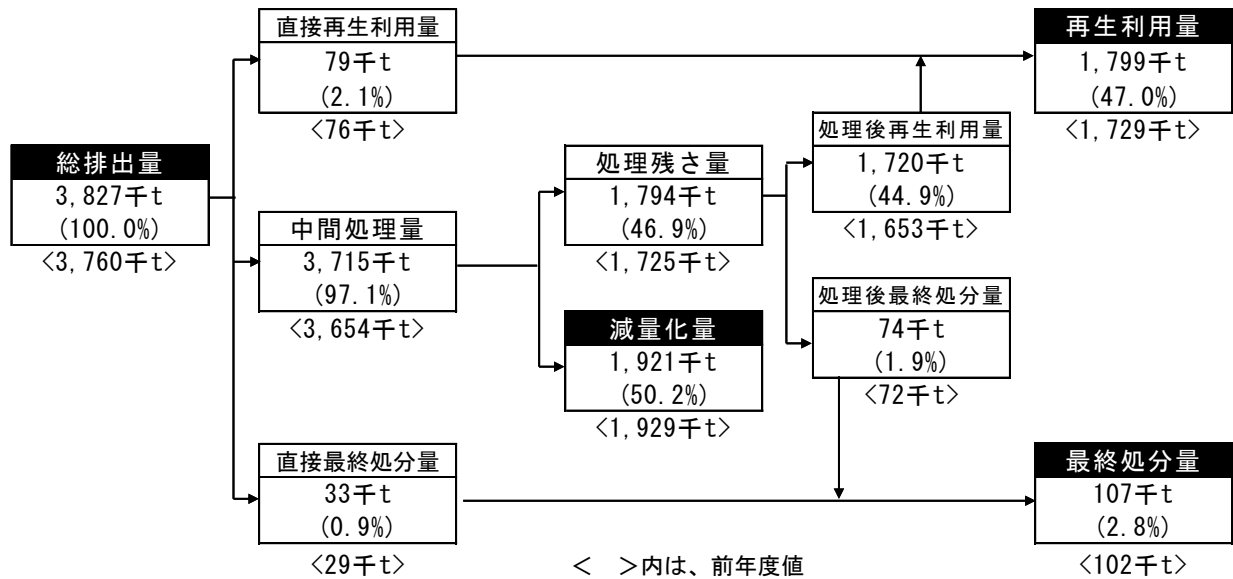 総排出量
3,827千t
(100.0%)
<3,760千t>
直接再生利用量
79千t
(2.1%)
<76千t>
中間処理量
3,715千t
(97.1%)
<3,654千t>
直接最終処分量
33千t
(0.9%)
<29千t>
処理残さ量
1,794千t
(46.9%)
<1,725千t>
減量化量
1,921千t
(50.2%)
<1,929千t>
処理後再生利用量
1,720千t
(44.9%)
<1,653千t>
処理後最終処分量
74千t
(1.9%)
<72千t>
再生利用量
1,799千t
(47.0%)
<1,729千t>
最終処分量
107千t
(2.8%)
<102千t>
< >内は、前年度値